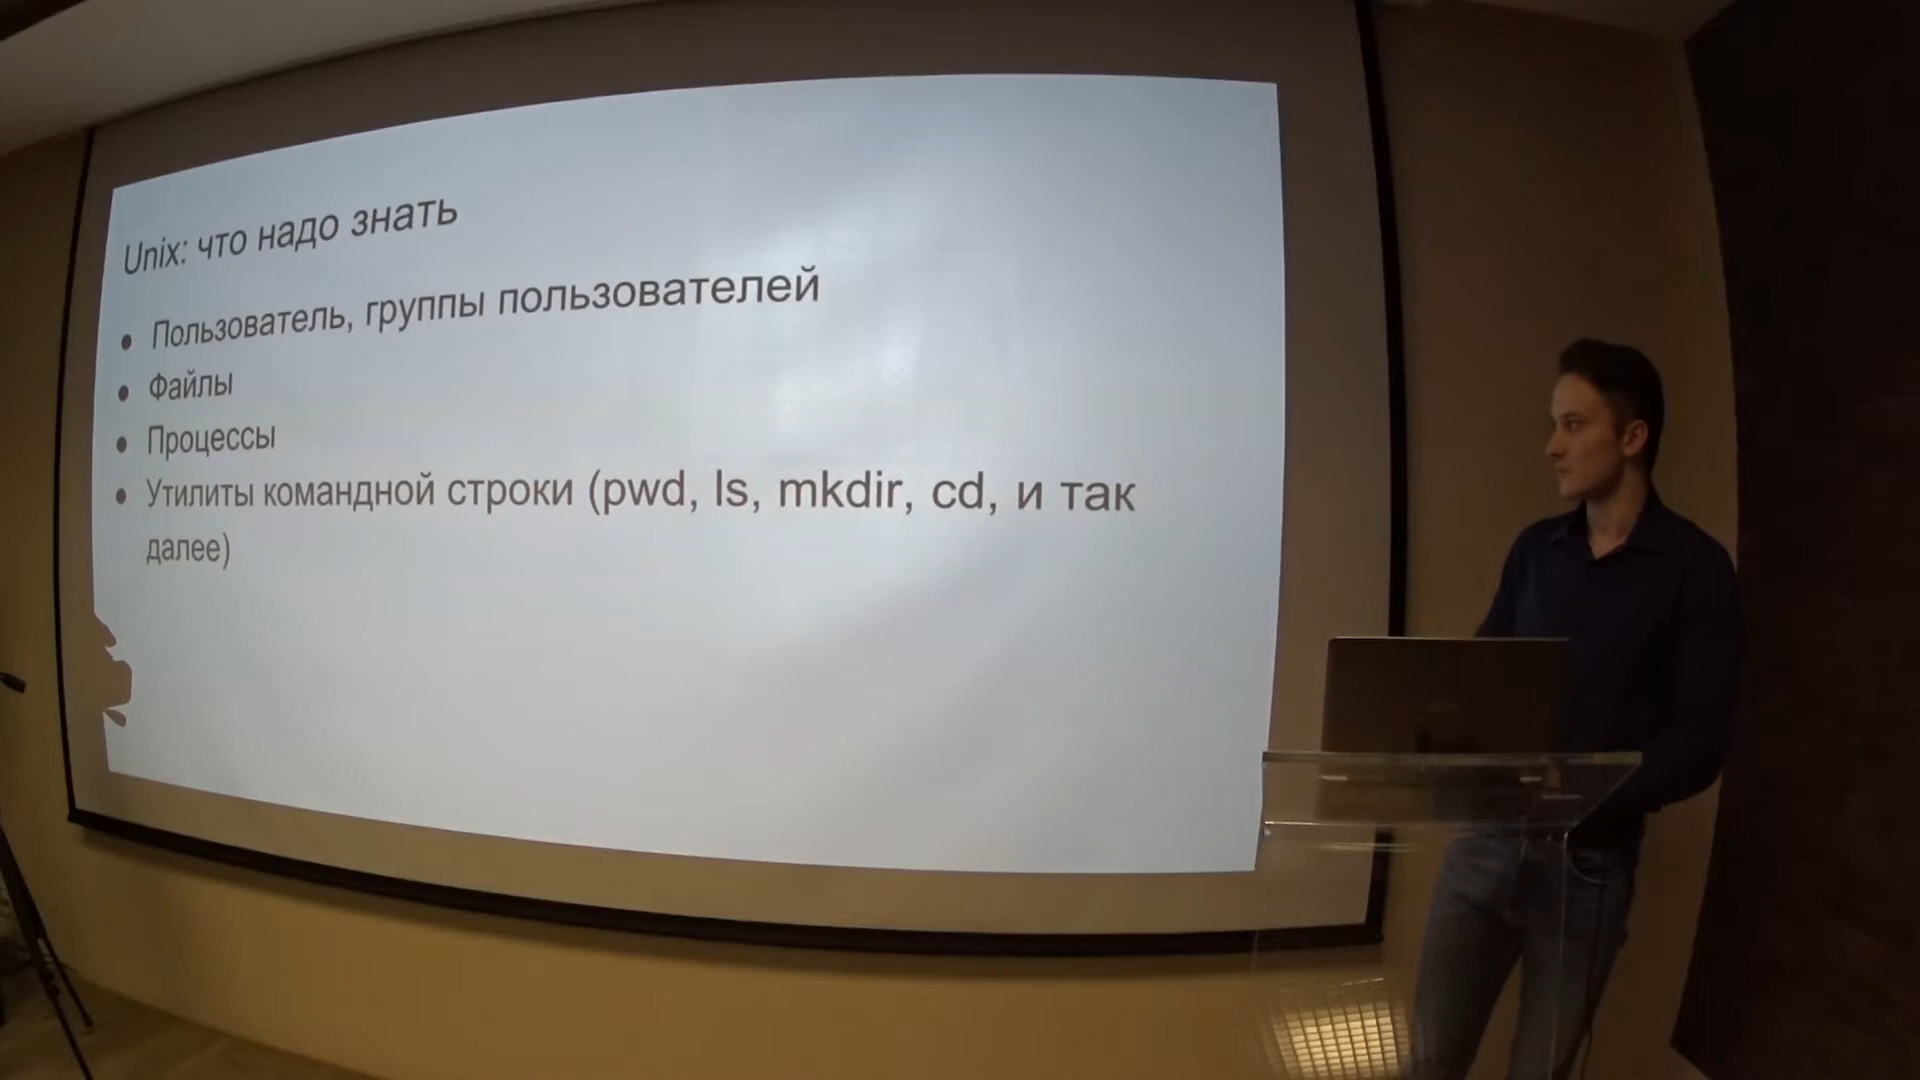 Unix: что надо знать
● Пользователь, группы пользователей
● Файлы
● Процессы
● Утилиты командной строки (pwd, ls, mkdir, cd, и так
далее)